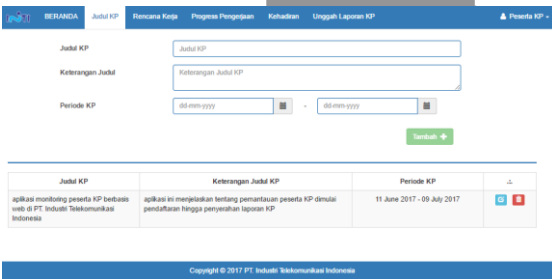 INTI BERANDA Judul KP Rencana Kerja Progress Pengerjaan Kehadiran Unggah Laporan KP Peserta KP
Judul KP Judul KP
Keterangan Judul Keterangan Judul KP
Periode KP dd-mm-yyyy - dd-mm-yyyy
Tambah +
Judul KP Keterangan Judul KP Periode KP
aplikasi monitoring peserta KP berbasis aplikasi ini menjelaskan tentang pemantauan peserta KP dimulai 11 June 2017 - 09 July 2017
web di PT. Industri Telekomunikasi pendaftaran hingga penyerahan laporan KP
Indonesia
Copyright © 2017 PT. Industri Telekomunikasi Indonesia